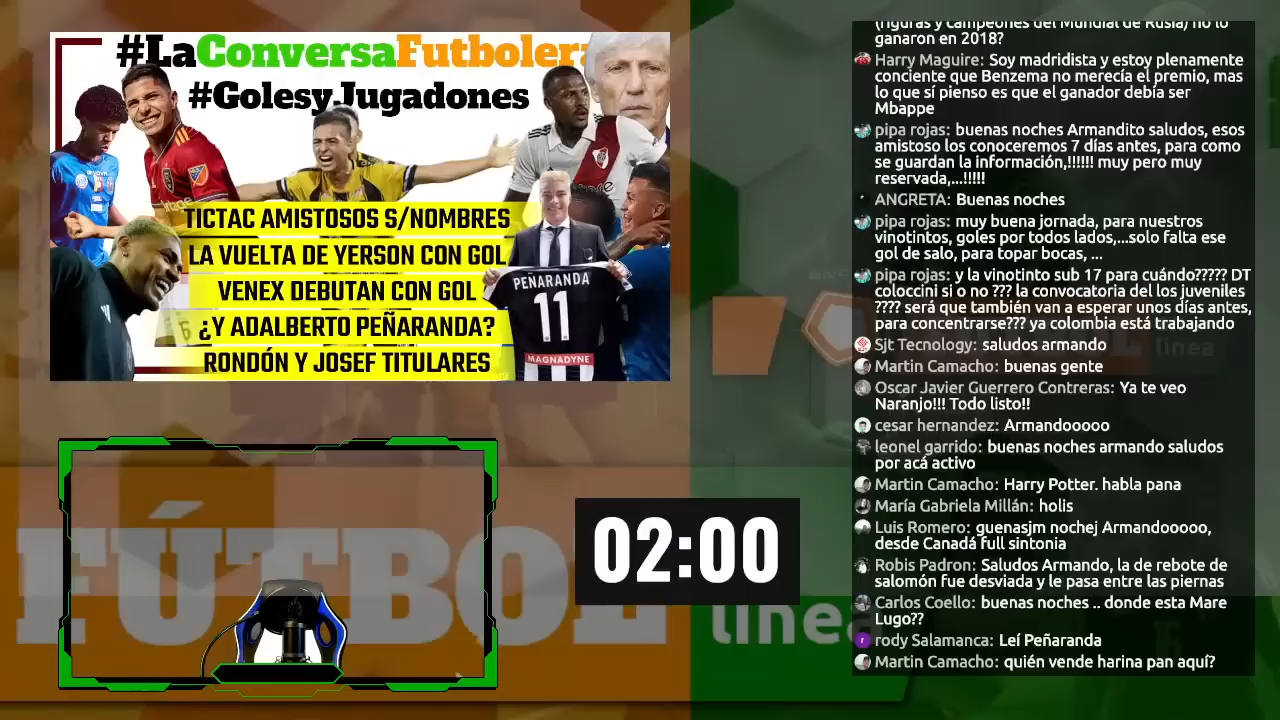 #LaConversaFutbolera
#GolesyJugadones
TICTAC AMISTOSOS S/NOMBRES
LA VUELTA DE YERSON CON GOL
VENEX DEBUTAN CON GOL
¿Y ADALBERTO PEÑARANDA?
RONDÓN Y JOSEF TITULARES
PEÑARANDA
11
MAGNADYNE
FÚTBOL
línea
02:00
(figuras y campeones del Mundial de Rusia) no lo
ganaron en 2018?
Harry Maguire: Soy madridista y estoy plenamente
conciente que Benzema no merecía el premio, mas
lo que sí pienso es que el ganador debía ser
Mbappe
pipa rojas: buenas noches Armandito saludos, esos
amistoso los conoceremos 7 días antes, para como
se guardan la información,!!!!!! muy pero muy
reservada,...!!!!!
ANGRETA: Buenas noches
pipa rojas: muy buena jornada, para nuestros
vinotintos, goles por todos lados,...solo falta ese
gol de salo, para topar bocas, ...
pipa rojas: y la vinotinto sub 17 para cuándo????? DT
coloccini si o no ??? la convocatoria del los juveniles
???? será que también van a esperar unos días antes,
para concentrarse??? ya colombia está trabajando
Sjt Tecnology: saludos armando
Martin Camacho: buenas gente
Oscar Javier Guerrero Contreras: Ya te veo
Naranjo!!! Todo listo!!
cesar hernandez: Armandooooo
leonel garrido: buenas noches armando saludos
por acá activo
Martin Camacho: Harry Potter. habla pana
María Gabriela Millán: holis
Luis Romero: guenasjm nochej Armandooooo,
desde Canadá full sintonia
Robis Padron: Saludos Armando, la de rebote de
salomón fue desviada y le pasa entre las piernas
Carlos Coello: buenas noches .. donde esta Mare
Lugo??
rody Salamanca: Leí Peñaranda
Martin Camacho: quién vende harina pan aquí?